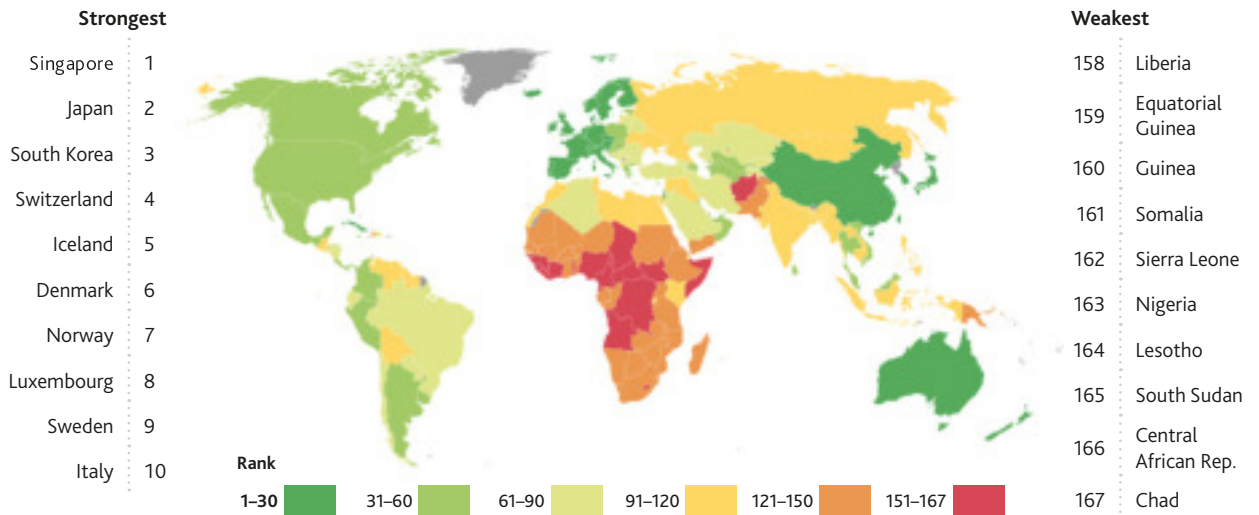 Strongest
Singapore 1
Japan 2
South Korea 3
Switzerland 4
Iceland 5
Denmark 6
Norway 7
Luxembourg 8
Sweden 9
Italy 10
Weakest
158 Liberia
159 Equatorial
Guinea
160 Guinea
161 Somalia
162 Sierra Leone
163 Nigeria
164 Lesotho
165 South Sudan
166 Central
African Rep.
167 Chad
Rank
1–30 31–60 61–90 91–120 121–150 151–167